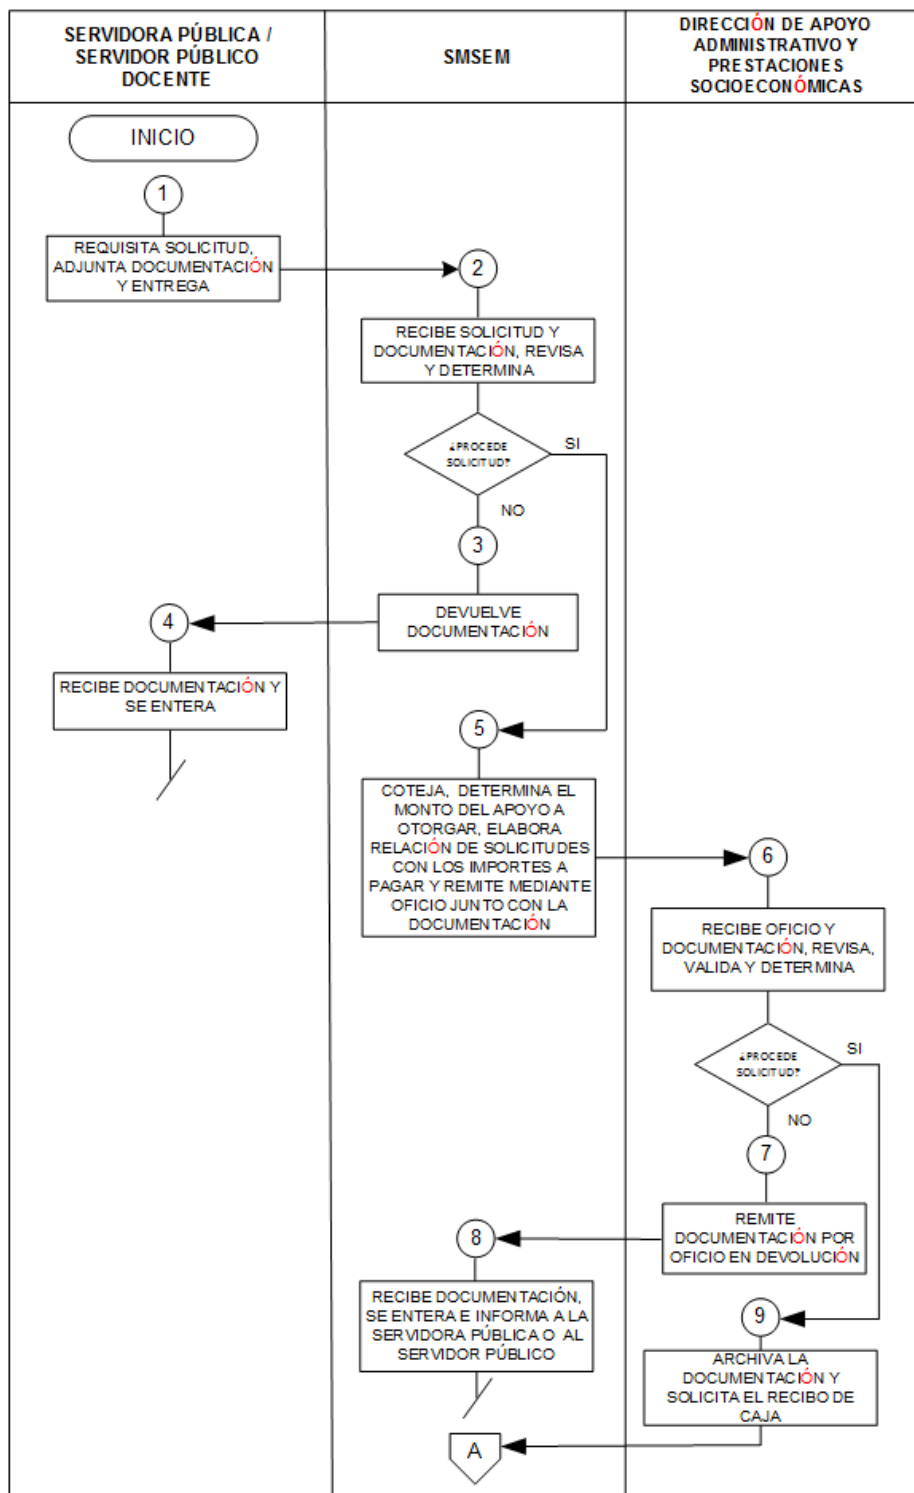 SERVIDORA PÚBLICA /
SERVIDOR PÚBLICO
DOCENTE
SMSEM
DIRECCIÓN DE APOYO
ADMINISTRATIVO Y
PRESTACIONES
SOCIOECONÓMICAS
INICIO
1
REQUISITA SOLICITUD,
ADJUNTA DOCUMENTACIÓN
Y ENTREGA
2
RECIBE SOLICITUD Y
DOCUMENTACIÓN, REVISA
Y DETERMINA
¿PROCEDE
SOLICITUD?
SI
NO
3
DEVUELVE
DOCUMENTACIÓN
4
RECIBE DOCUMENTACIÓN Y
SE ENTERA
5
COTEJA, DETERMINA EL
MONTO DEL APOYO A
OTORGAR, ELABORA
RELACIÓN DE SOLICITUDES
CON LOS IMPORTES A
PAGAR Y REMITE MEDIANTE
OFICIO JUNTO CON LA
DOCUMENTACIÓN
6
RECIBE OFICIO Y
DOCUMENTACIÓN, REVISA,
VALIDA Y DETERMINA
¿PROCEDE
SOLICITUD?
SI
NO
7
REMITE
DOCUMENTACIÓN POR
OFICIO EN DEVOLUCIÓN
8
RECIBE DOCUMENTACIÓN,
SE ENTERA E INFORMA A LA
SERVIDORA PÚBLICA O AL
SERVIDOR PÚBLICO
9
ARCHIVA LA
DOCUMENTACIÓN Y
SOLICITA EL RECIBO DE
CAJA
A